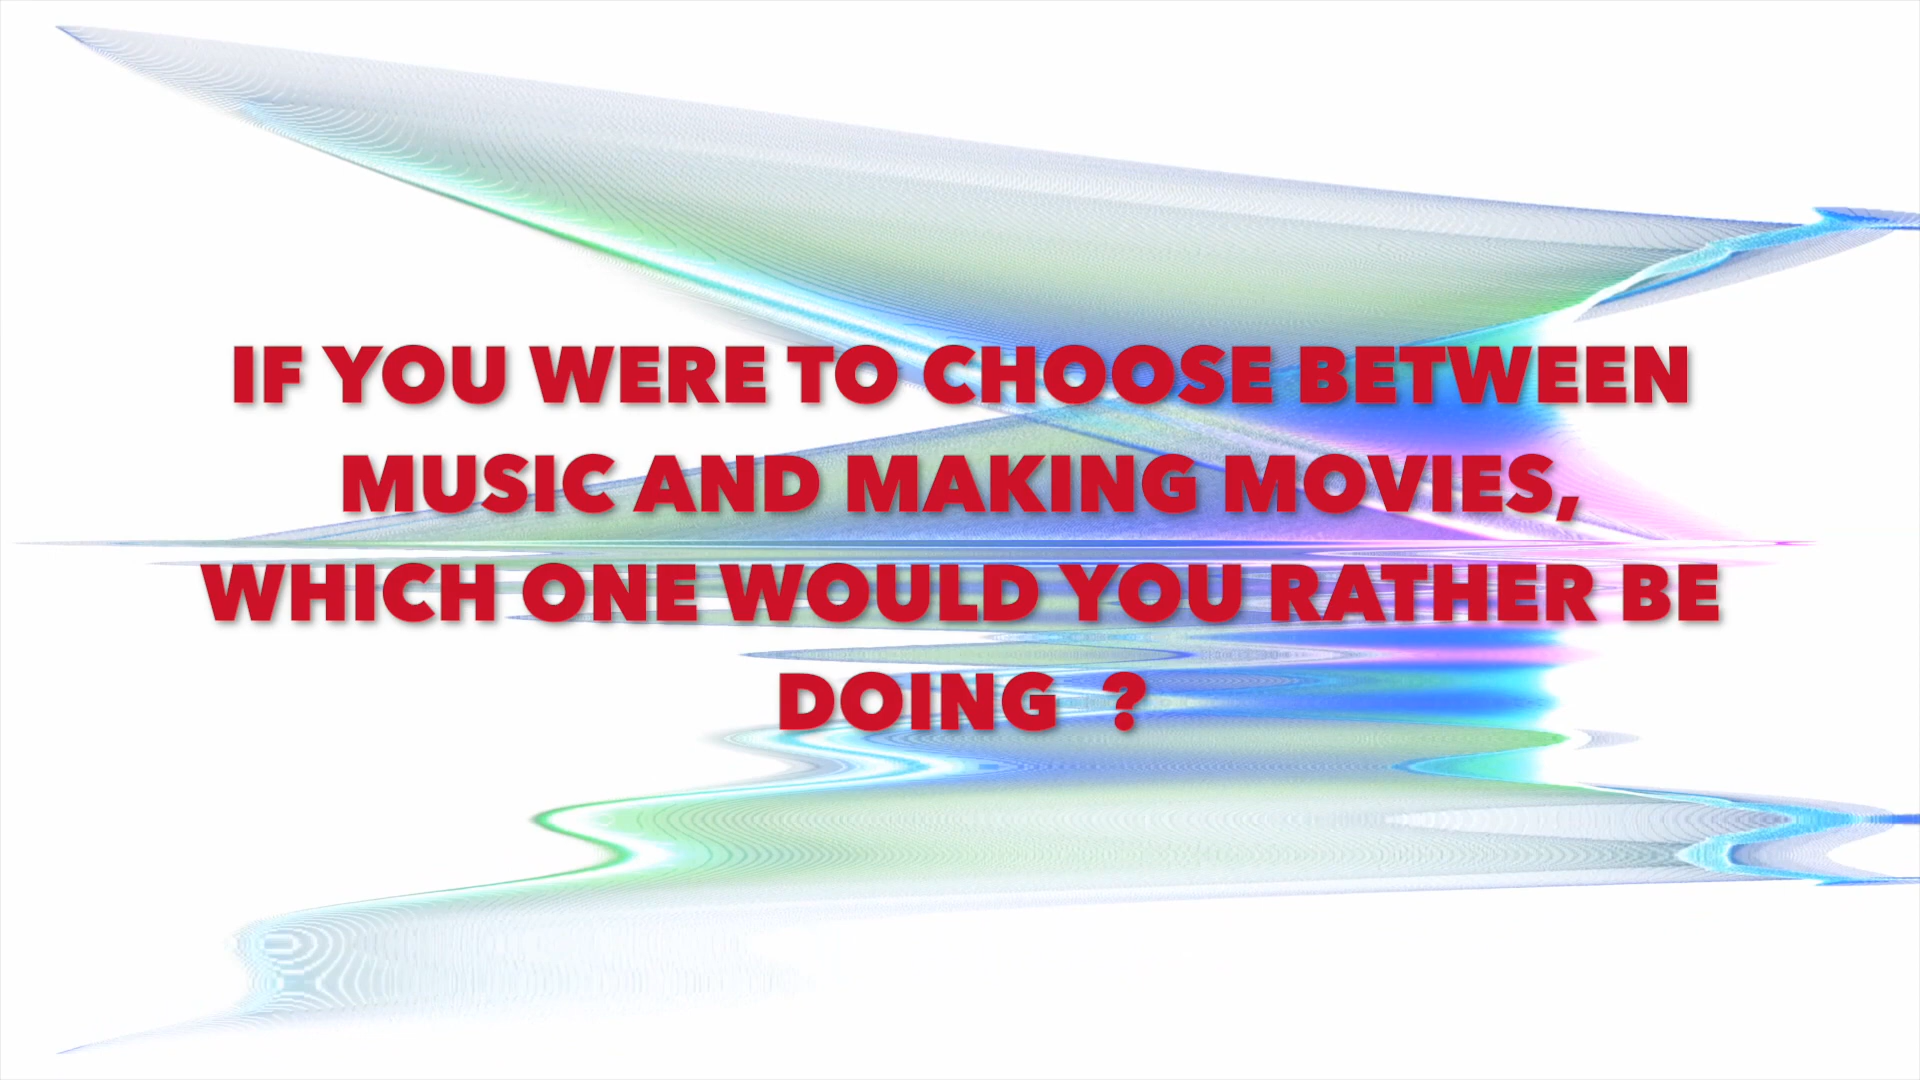 IF YOU WERE TO CHOOSE BETWEEN
MUSIC AND MAKING MOVIES,
WHICH ONE WOULD YOU RATHER BE
DOING ?